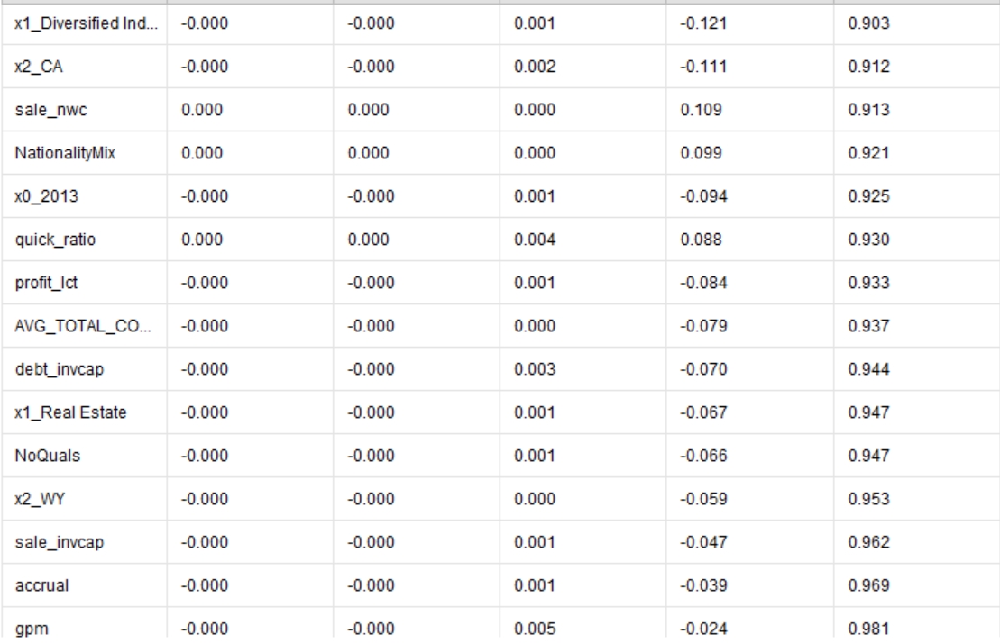 x1_Diversified Ind... -0.000 -0.000 0.001 -0.121 0.903
x2_CA -0.000 -0.000 0.002 -0.111 0.912
sale_nwc 0.000 0.000 0.000 0.109 0.913
NationalityMix 0.000 0.000 0.000 0.099 0.921
x0_2013 -0.000 -0.000 0.001 -0.094 0.925
quick_ratio 0.000 0.000 0.004 0.088 0.930
profit_lct -0.000 -0.000 0.001 -0.084 0.933
AVG_TOTAL_CO... -0.000 -0.000 0.000 -0.079 0.937
debt_invcap -0.000 -0.000 0.003 -0.070 0.944
x1_Real Estate -0.000 -0.000 0.001 -0.067 0.947
NoQuals -0.000 -0.000 0.001 -0.066 0.947
x2_WY -0.000 -0.000 0.000 -0.059 0.953
sale_invcap -0.000 -0.000 0.001 -0.047 0.962
accrual -0.000 -0.000 0.001 -0.039 0.969
gpm -0.000 -0.000 0.005 -0.024 0.981